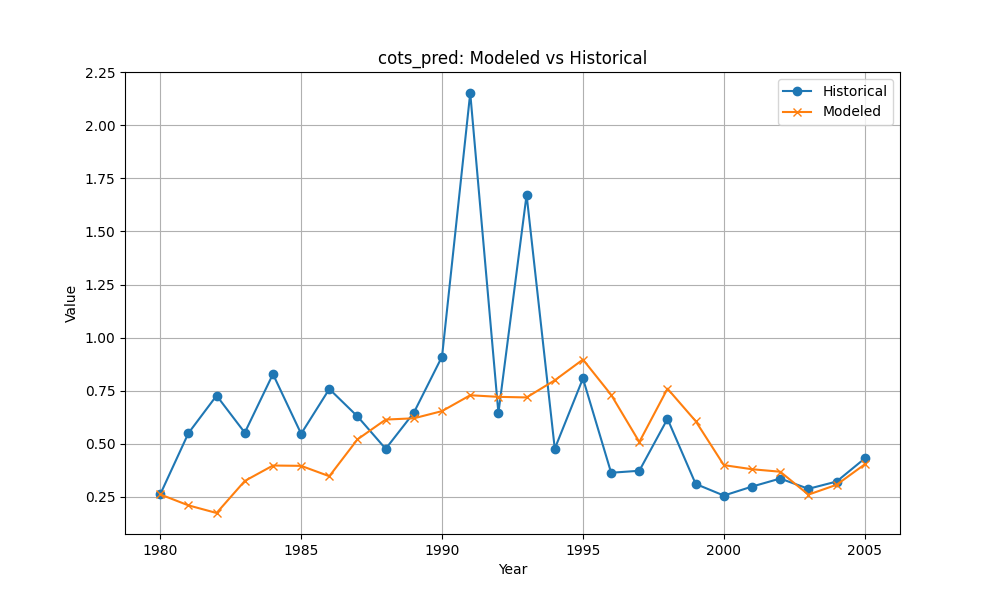 cots_pred: Modeled vs Historical
2.25
2.00
1.75
1.50
1.25
1.00
0.75
0.50
0.25
Value
Historical
Modeled
1980 1985 1990 1995 2000 2005
Year